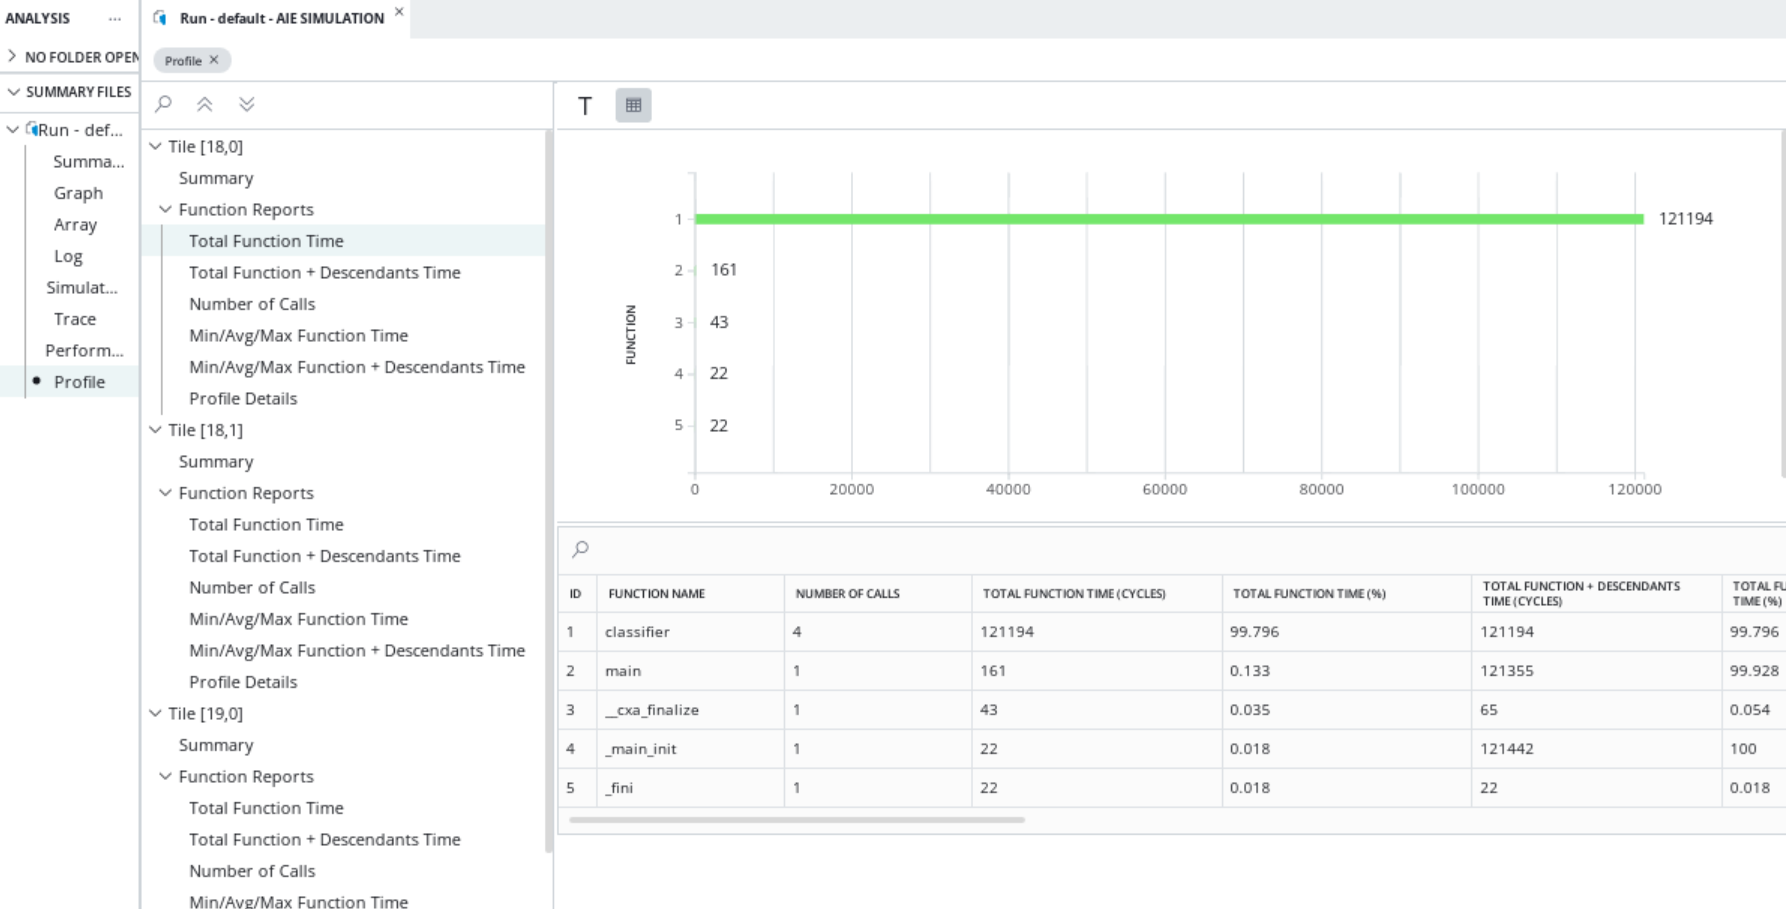 ANALYSIS ...
NO FOLDER OPEN
SUMMARY FILES
Run - def...
Summa...
Graph
Array
Log
Simulat...
Trace
Perform...
Profile
Run - default - AIE SIMULATION
Profile
Tile [18,0]
Summary
Function Reports
Total Function Time
Total Function + Descendants Time
Number of Calls
Min/Avg/Max Function Time
Min/Avg/Max Function + Descendants Time
Profile Details
Tile [18,1]
Summary
Function Reports
Total Function Time
Total Function + Descendants Time
Number of Calls
Min/Avg/Max Function Time
Min/Avg/Max Function + Descendants Time
Profile Details
Tile [19,0]
Summary
Function Reports
Total Function Time
Total Function + Descendants Time
Number of Calls
Min/Avg/Max Function Time
T
FUNCTION
1 121194
2 161
3 43
4 22
5 22
0 20000 40000 60000 80000 100000 120000
ID FUNCTION NAME NUMBER OF CALLS TOTAL FUNCTION TIME (CYCLES) TOTAL FUNCTION TIME (%) TOTAL FUNCTION + DESCENDANTS TOTAL FU
TIME (CYCLES) TIME (%)
1 classifier 4 121194 99.796 121194 99.796
2 main 1 161 0.133 121355 99.928
3 __cxa_finalize 1 43 0.035 65 0.054
4 _main_init 1 22 0.018 121442 100
5 _fini 1 22 0.018 22 0.018